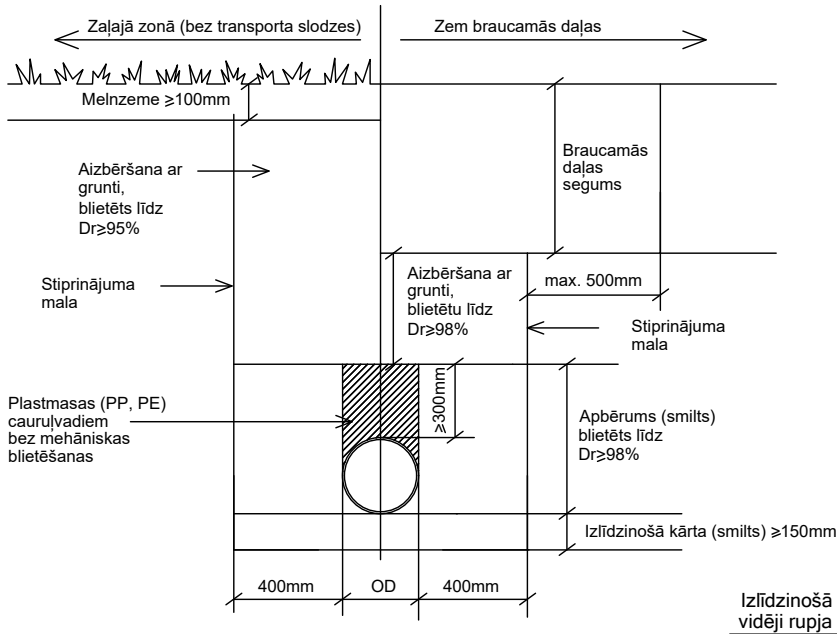 Zaļajā zonā (bez transporta slodzes)
Zem braucamās daļas
Melnzeme ≥100mm
Aizbēršana ar
grunti,
blietēts līdz
Dr≥95%
Braucamās
daļas
segums
Stiprinājuma
mala
Aizbēršana ar
grunti,
blietētu līdz
Dr≥98%
max. 500mm
Stiprinājuma
mala
Plastmasas (PP, PE)
cauruļvadiem
bez mehāniskas
blietēšanas
≥300mm
Apbērums (smilts)
blietēts līdz
Dr≥98%
Izlīdzinošā kārta (smilts) ≥150mm
400mm
OD
400mm
Izlīdzinošā
vidēji rupja